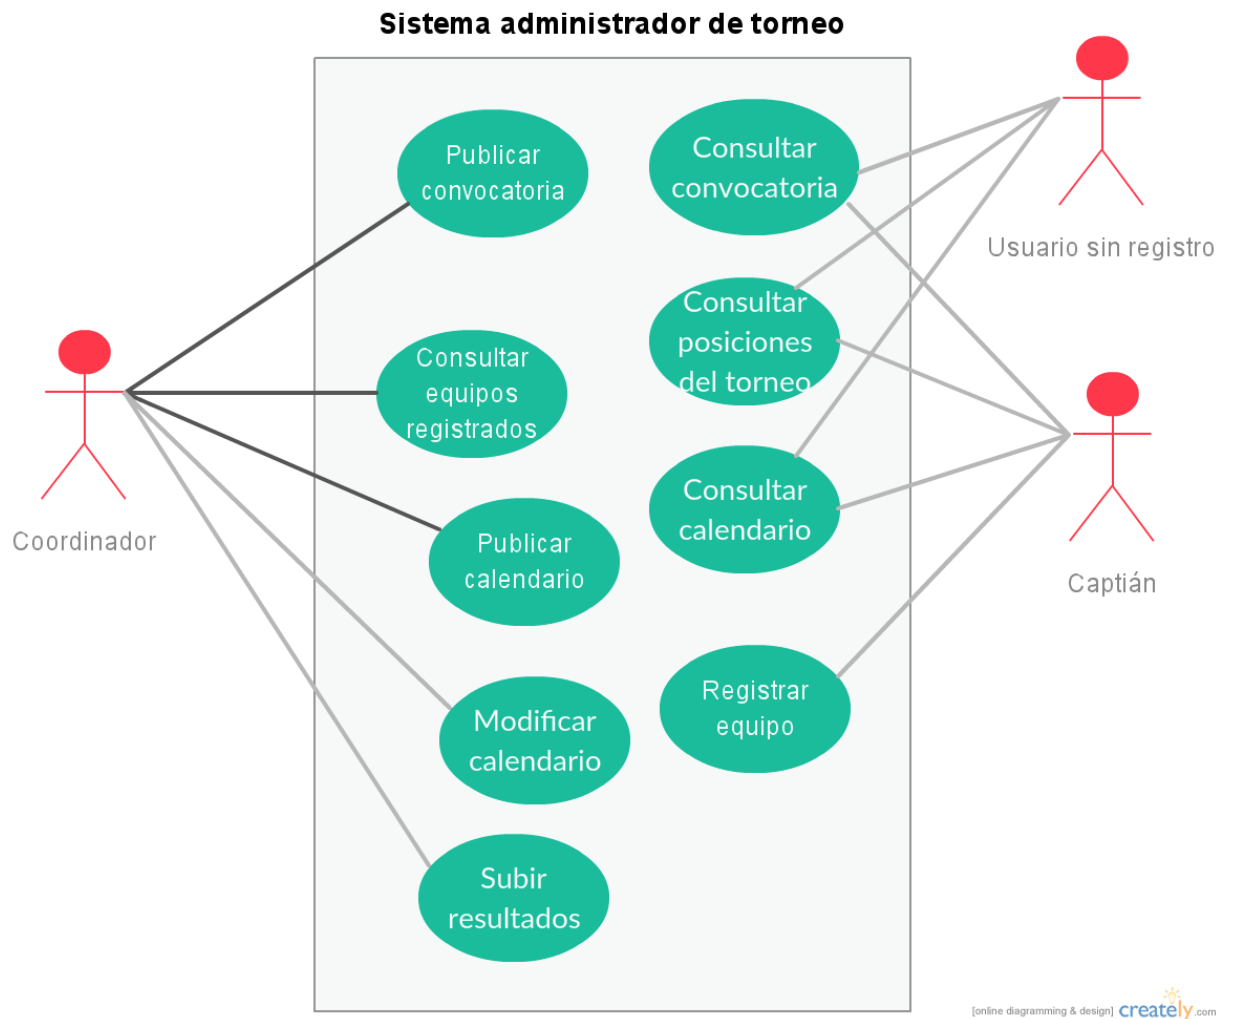 Sistema administrador de torneo
Publicar
convocatoria
Consultar
convocatoria
Usuario sin registro
Consultar
equipos
registrados
Consultar
posiciones
del torneo
Coordinador
Publicar
calendario
Consultar
calendario
Captián
Modificar
calendario
Registrar
equipo
Subir
resultados
[online diagramming & design] creately.com